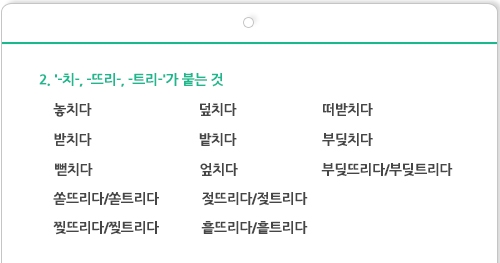 2. '-치-, -뜨리-, -트리-'가 붙는 것
놓치다 덮치다 떠받치다
받치다 밭치다 부딪치다
뻗치다 엎치다 부딪뜨리다/부딪트리다
쏟뜨리다/쏟트리다 젖뜨리다/젖트리다
찢뜨리다/찢트리다 흩뜨리다/흩트리다